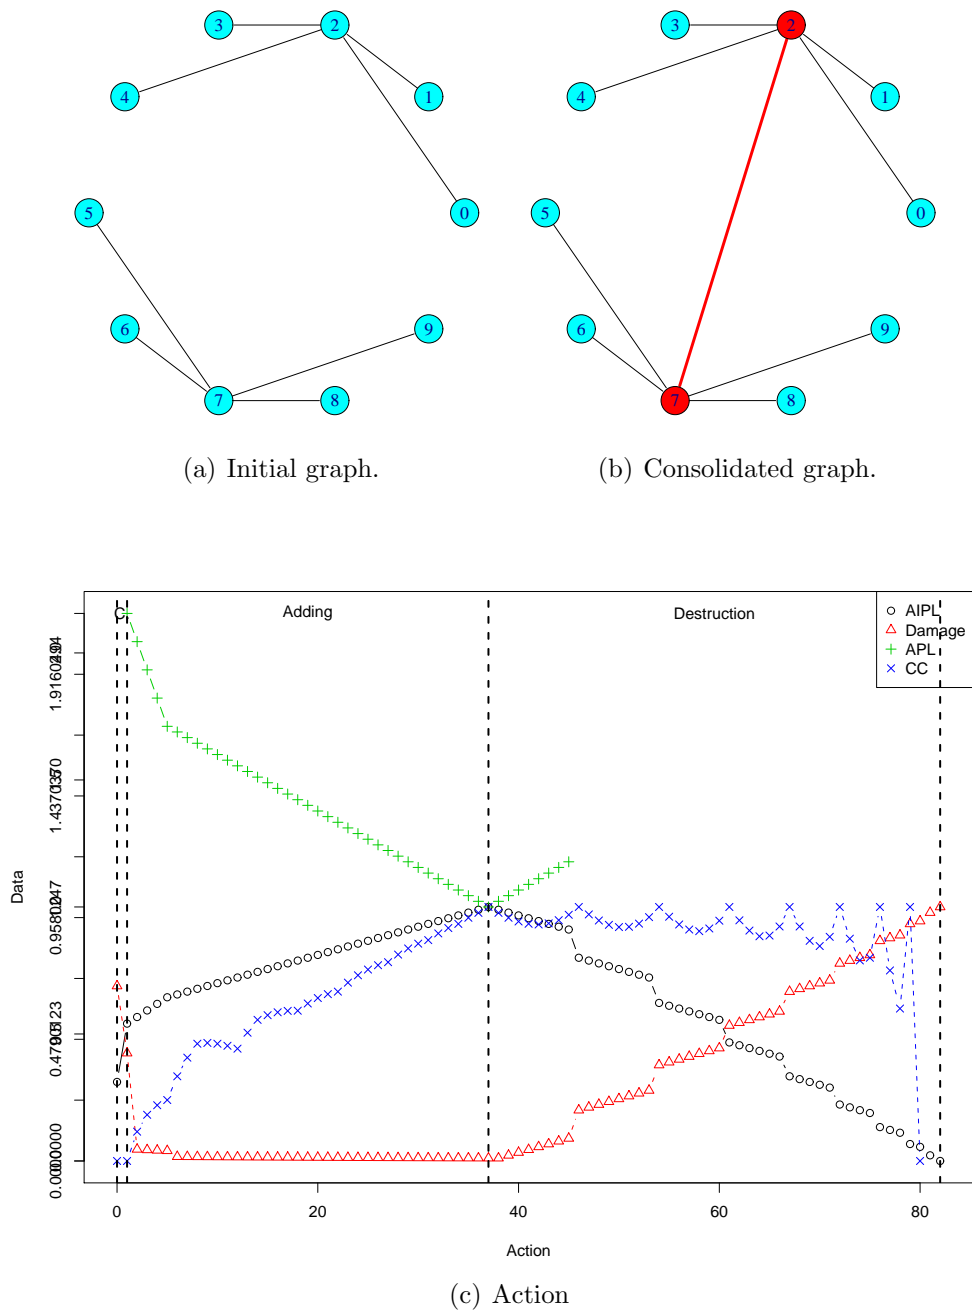 3 2 3 2
4 1 4 1
5 0 5 0
6 9 6 9
7 8 7 8
(a) Initial graph. (b) Consolidated graph.
C Adding Destruction
AIPL
Damage
APL
CC
Data
0 20 40 60 80
Action
(c) Action